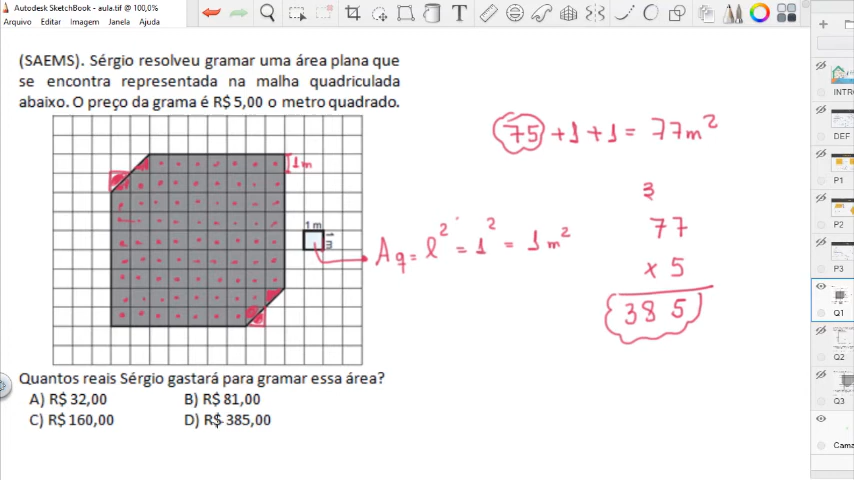 Autodesk SketchBook - aula.tif @ 100,0%
Arquivo Editar Imagem Janela Ajuda
(SAEMS). Sérgio resolveu gramar uma área plana que
se encontra representada na malha quadriculada
abaixo. O preço da grama é R$ 5,00 o metro quadrado.
1m
1 m
1 m
75 + 1 + 1 = 77m²
Aq = l² = 1² = 1 m²
3
77
x 5
385
Quantos reais Sérgio gastará para gramar essa área?
A) R$ 32,00 B) R$ 81,00
C) R$ 160,00 D) R$ 385,00
INTR
DEF
P1
P2
P3
Q1
Q2
Q3
Cama